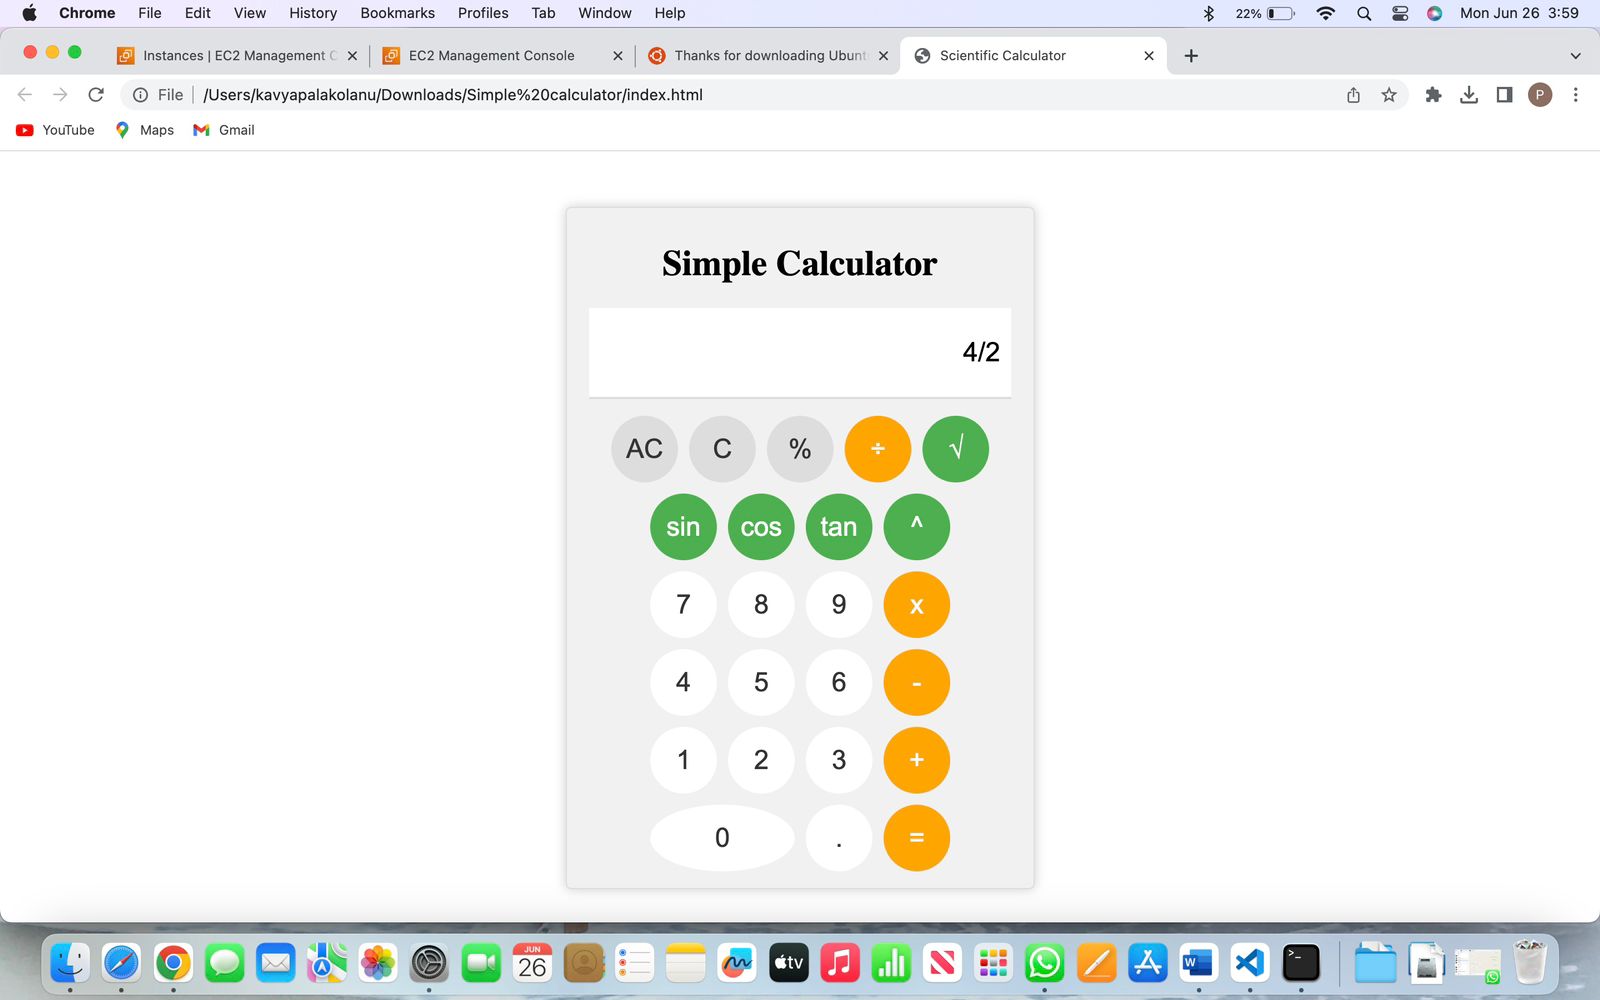 Chrome File Edit View History Bookmarks Profiles Tab Window Help 22% Mon Jun 26 3:59
Instances | EC2 Management C EC2 Management Console Thanks for downloading Ubunt Scientific Calculator
File /Users/kavyapalakolanu/Downloads/Simple%20calculator/index.html P
YouTube Maps Gmail
Simple Calculator
4/2
AC C % ÷ √
sin cos tan ^
7 8 9 x
4 5 6 -
1 2 3 +
0 . =
JUN
26
tv
W
>_